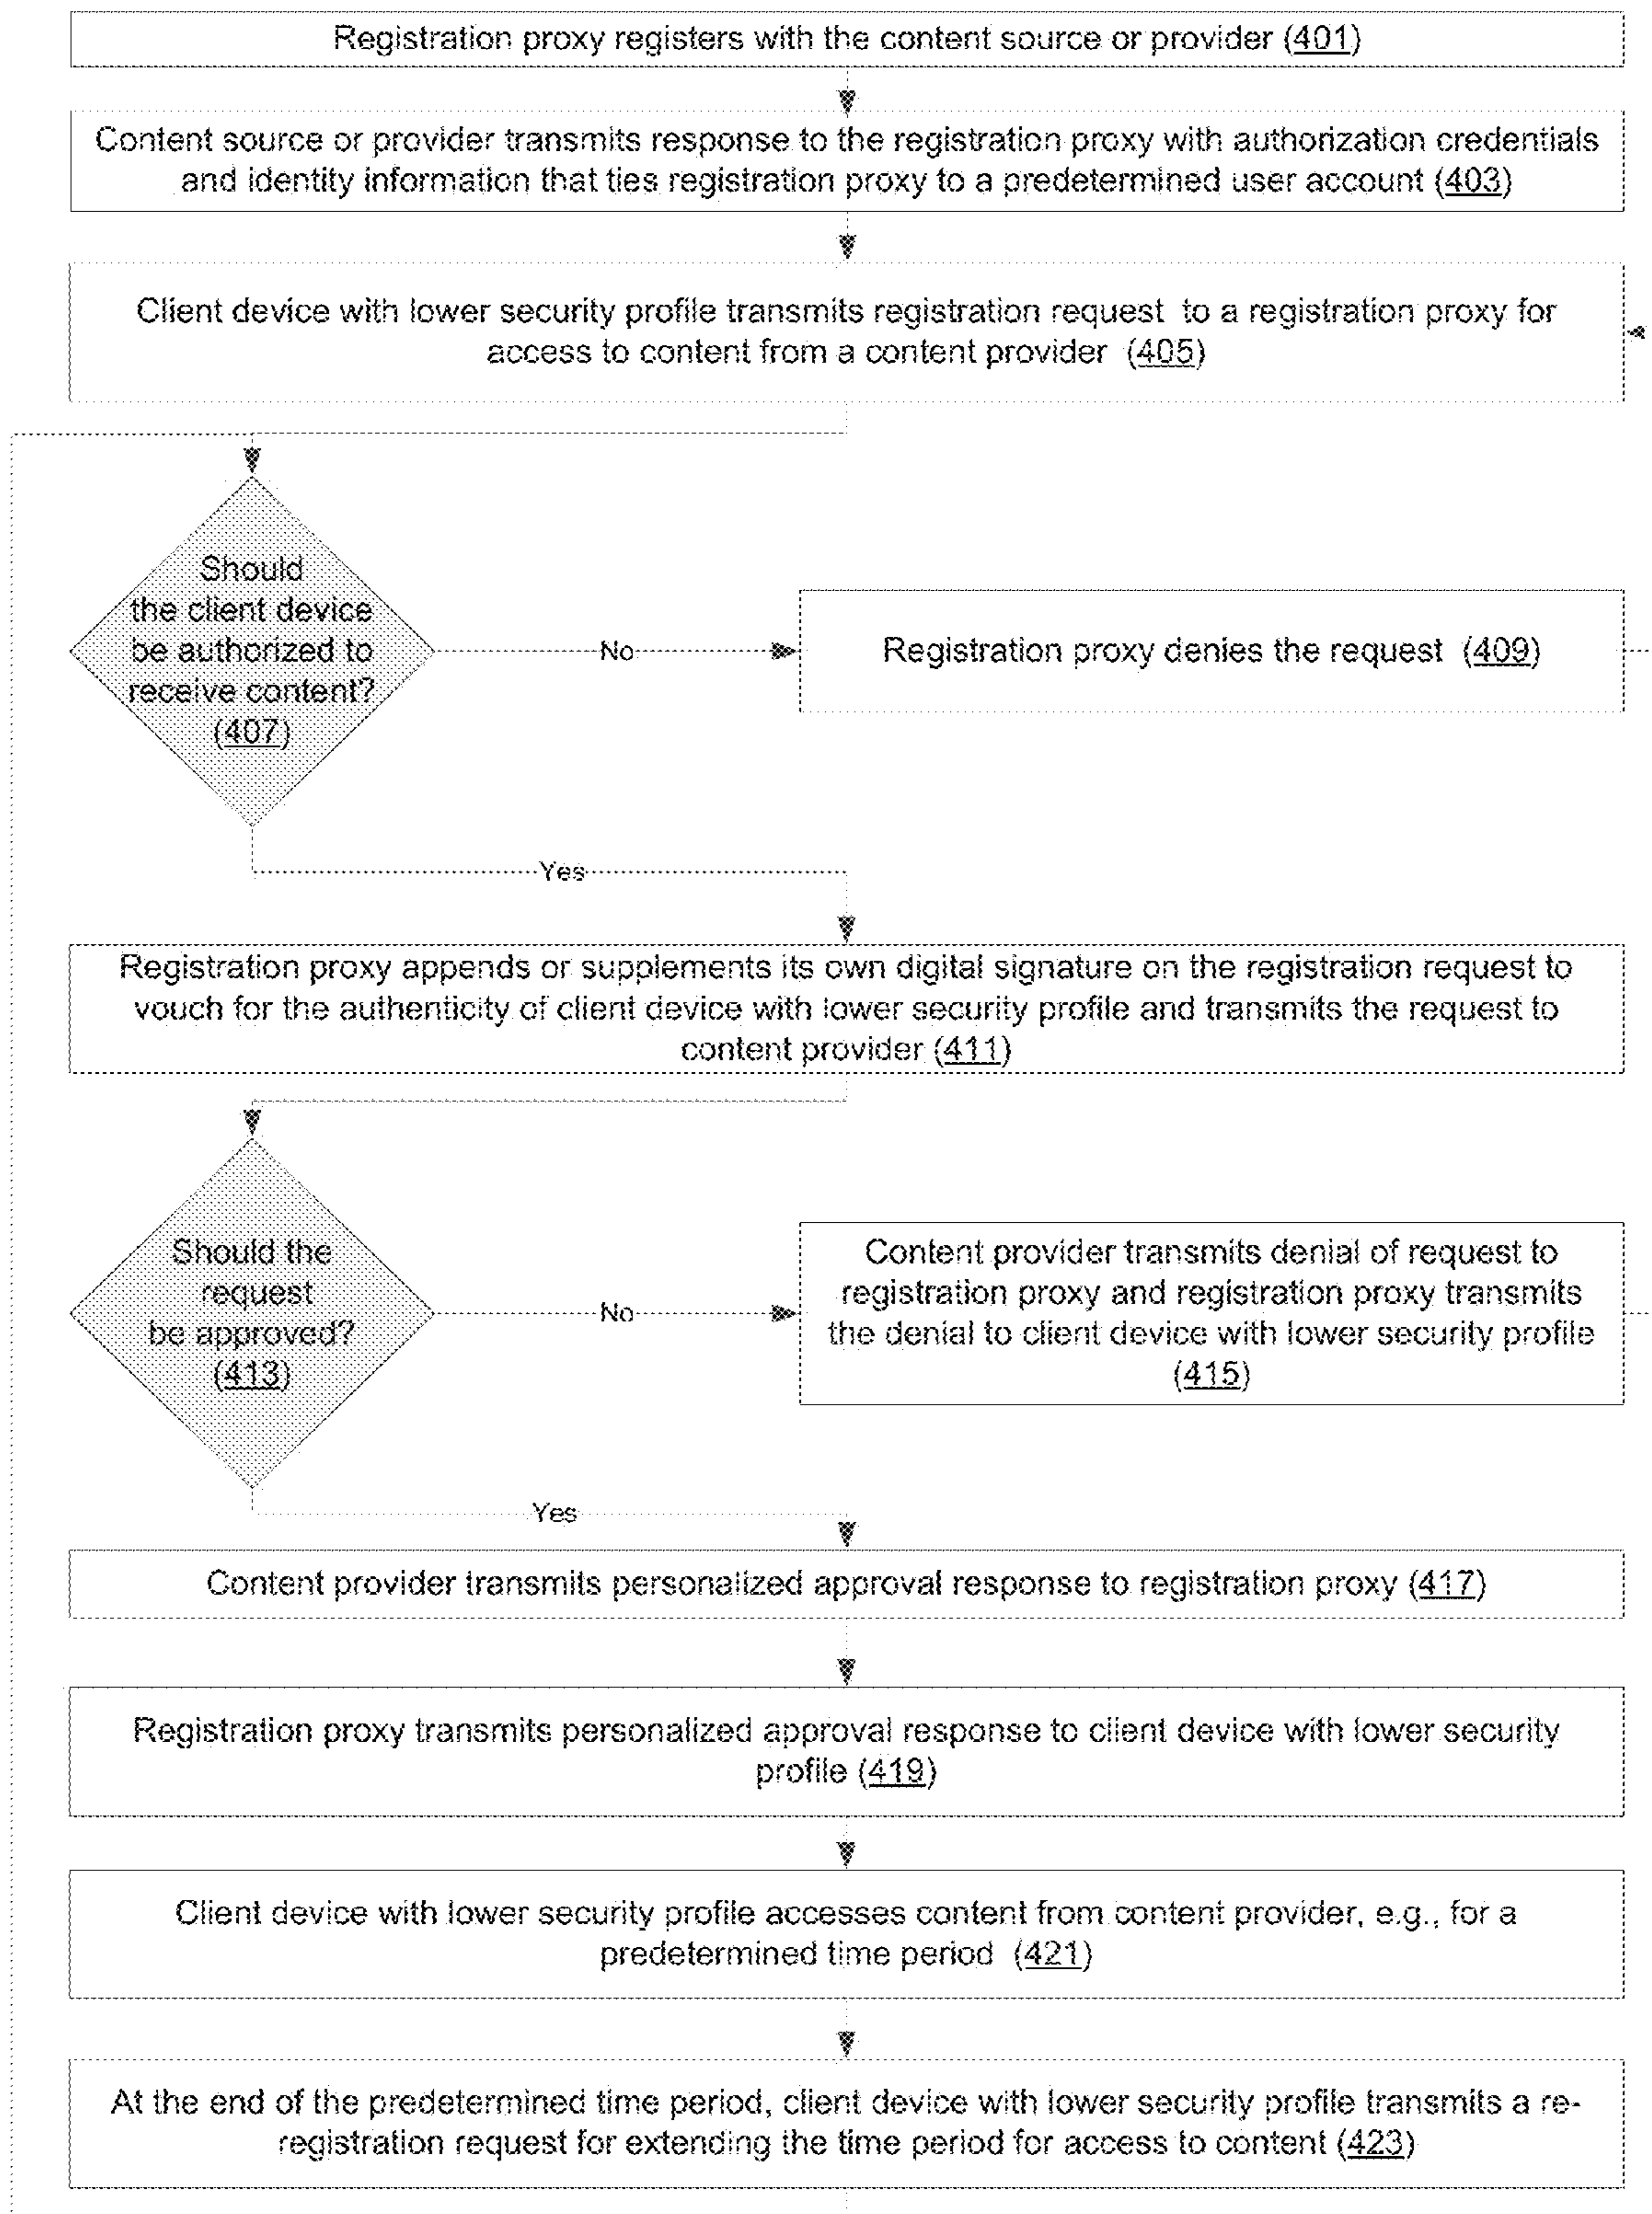 Registration proxy registers with the content source or provider (401)
Content source or provider transmits response to the registration proxy with authorization credentials
and identity information that ties registration proxy to a predetermined user account (403)
Client device with lower security profile transmits registration request to a registration proxy for
access to content from a content provider (405)
Should
the client device
be authorized to
receive content?
(407)
No
Registration proxy denies the request (409)
Yes
Registration proxy appends or supplements its own digital signature on the registration request to
vouch for the authenticity of client device with lower security profile and transmits the request to
content provider (411)
Should the
request
be approved?
(413)
No
Content provider transmits denial of request to
registration proxy and registration proxy transmits
the denial to client device with lower security profile
(415)
Yes
Content provider transmits personalized approval response to registration proxy (417)
Registration proxy transmits personalized approval response to client device with lower security
profile (419)
Client device with lower security profile accesses content from content provider, e.g., for a
predetermined time period (421)
At the end of the predetermined time period, client device with lower security profile transmits a re-
registration request for extending the time period for access to content (423)